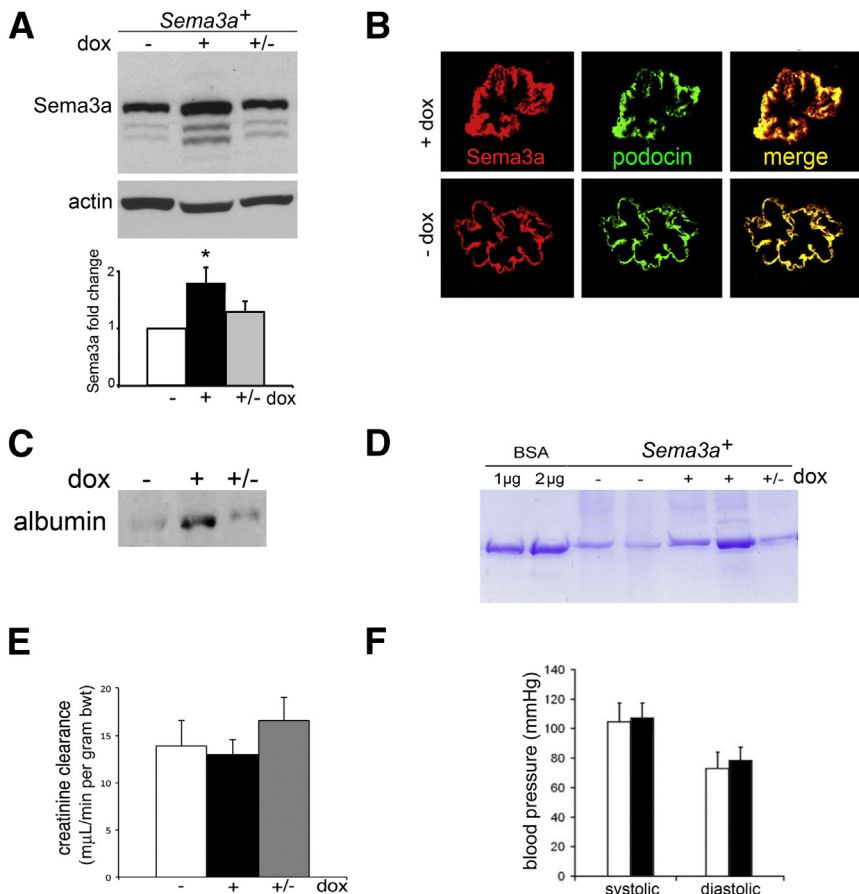 A
Sema3a+
dox - + +/-
Sema3a
actin
Sema3a fold change
2
1
0
*
- + +/- dox
B
+ dox
Sema3a
podocin
merge
- dox
C
dox - + +/-
albumin
D
BSA Sema3a+
1µg 2µg - - + + +/- dox
E
creatinine clearance
(mµL/min per gram bwt)
20
15
10
5
0
- + +/- dox
F
blood pressure (mmHg)
140
120
100
80
60
40
20
0
systolic diastolic